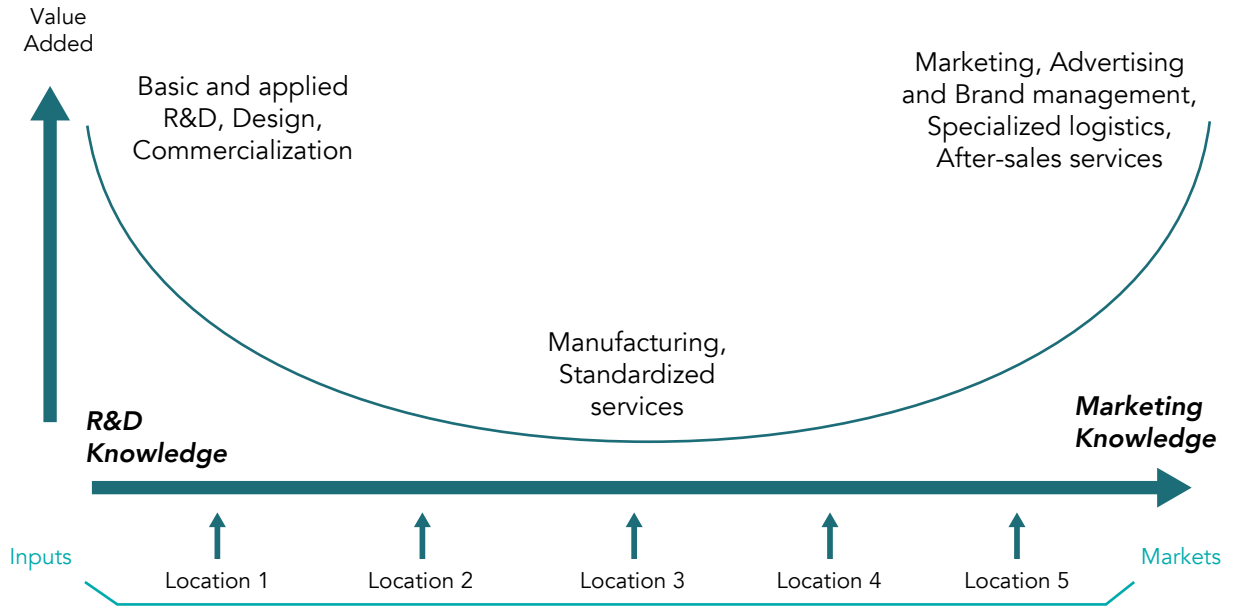 Value
Added
Basic and applied
R&D, Design,
Commercialization
Marketing, Advertising
and Brand management,
Specialized logistics,
After-sales services
Manufacturing,
Standardized
services
R&D
Knowledge
Marketing
Knowledge
Inputs
Location 1
Location 2
Location 3
Location 4
Location 5
Markets